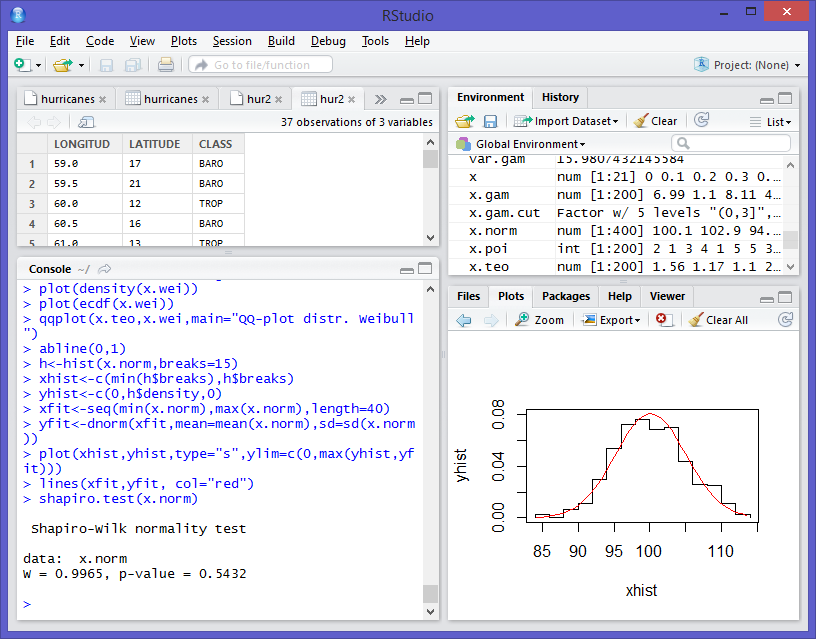 RStudio
File Edit Code View Plots Session Build Debug Tools Help
Go to file/function
Project: (None)
hurricanes
hurricanes
hur2
hur2
37 observations of 3 variables
LONGITUD LATITUDE CLASS
1 59.0 17 BARO
2 59.5 21 BARO
3 60.0 12 TROP
4 60.5 16 BARO
5 61.0 13 TROP
Console ~/
> plot(density(x.wei))
> plot(ecdf(x.wei))
> qqplot(x.teo,x.wei,main="QQ-plot distr. Weibull
")
> abline(0,1)
> h<-hist(x.norm,breaks=15)
> xhist<-c(min(h$breaks),h$breaks)
> yhist<-c(0,h$density,0)
> xfit<-seq(min(x.norm),max(x.norm),length=40)
> yfit<-dnorm(xfit,mean=mean(x.norm),sd=sd(x.norm
))
> plot(xhist,yhist,type="s",ylim=c(0,max(yhist,yf
it)))
> lines(xfit,yfit, col="red")
> shapiro.test(x.norm)
Shapiro-Wilk normality test
data: x.norm
W = 0.9965, p-value = 0.5432
>
Environment History
Import Dataset Clear List
Global Environment
var.gam 15.9807432145584
x num [1:21] 0 0.1 0.2 0.3 0.…
x.gam num [1:200] 6.99 1.1 8.11 4…
x.gam.cut Factor w/ 5 levels "(0,3]",…
x.norm num [1:400] 100.1 102.9 94.…
x.poi int [1:200] 2 1 3 4 1 5 5 3…
x.teo num [1:200] 1.56 1.17 1.1 2…
Files Plots Packages Help Viewer
Zoom Export Clear All
yhist
0.08
0.04
0.00
85 90 95 100 110
xhist